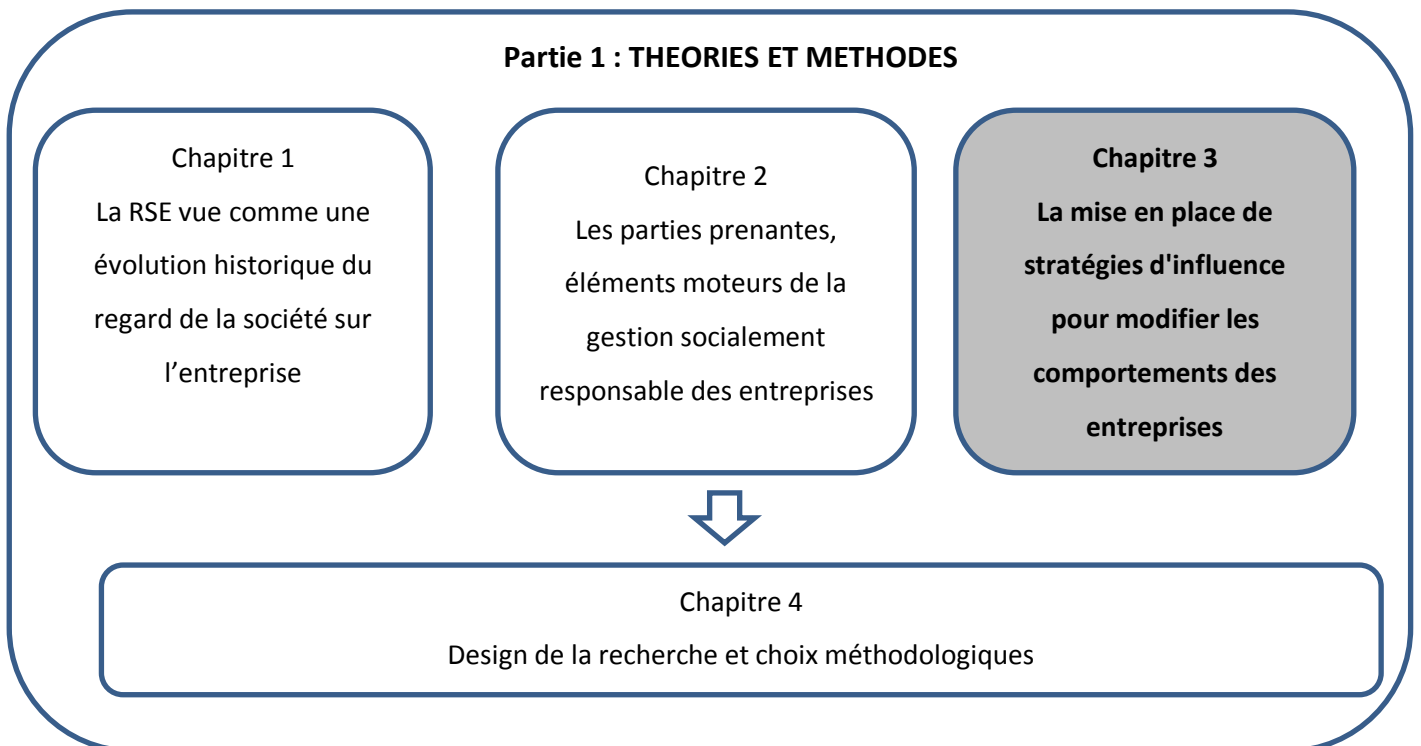 Partie 1 : THEORIES ET METHODES
Chapitre 1
La RSE vue comme une
évolution historique du
regard de la société sur
l’entreprise
Chapitre 2
Les parties prenantes,
éléments moteurs de la
gestion socialement
responsable des entreprises
Chapitre 3
La mise en place de
stratégies d'influence
pour modifier les
comportements des
entreprises
Chapitre 4
Design de la recherche et choix méthodologiques